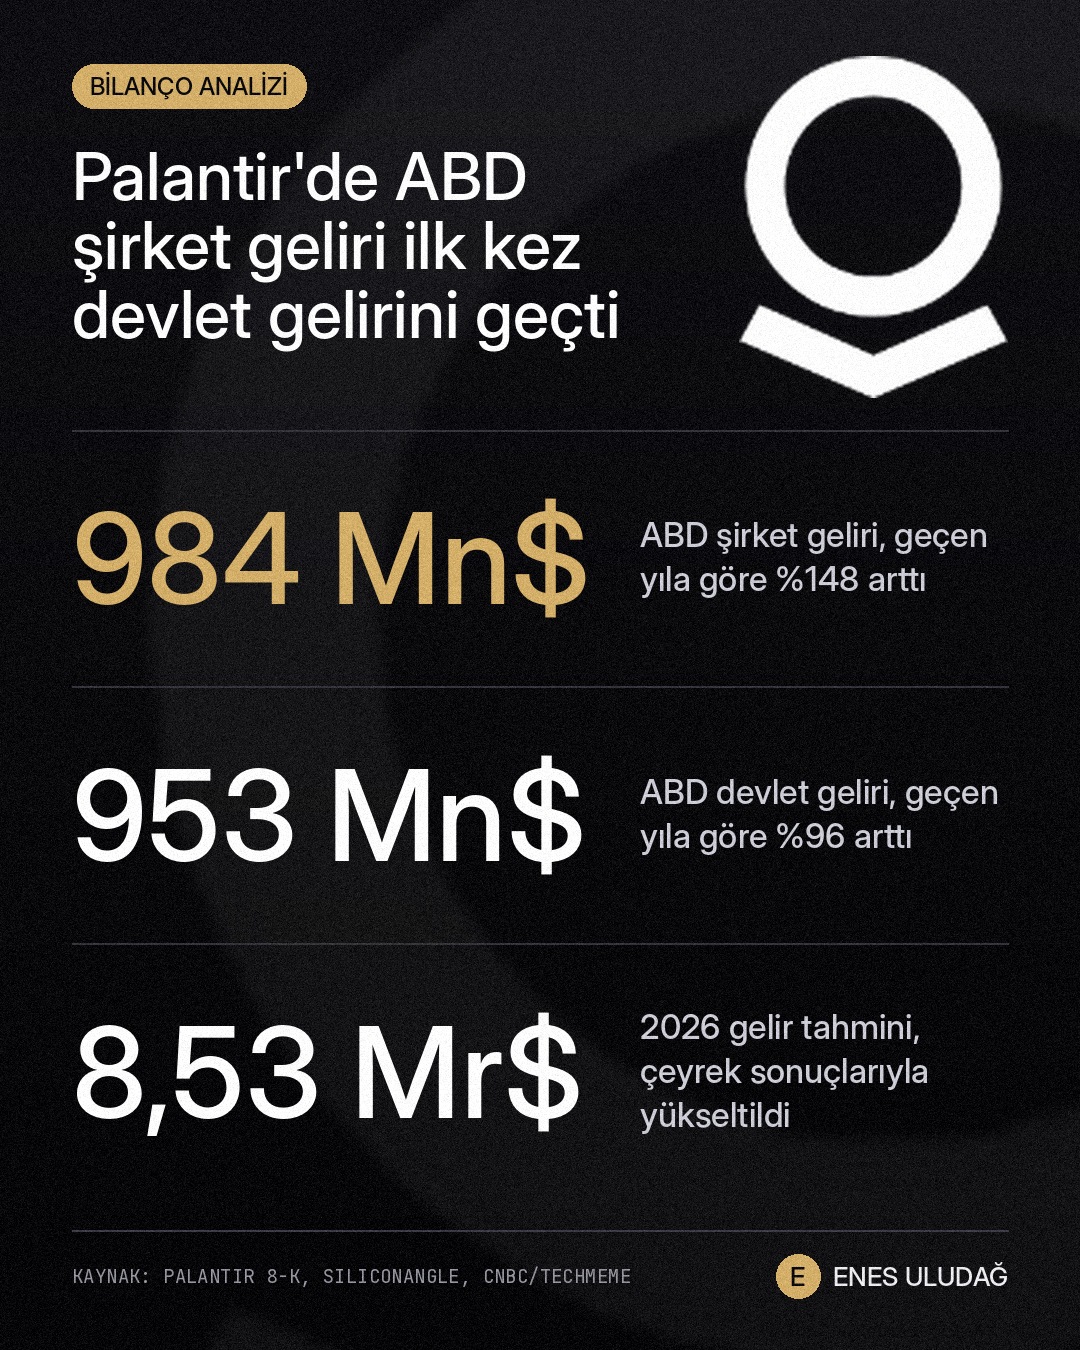 BİLANÇO ANALİZİ
Palantir'de ABD
şirket geliri ilk kez
devlet gelirini geçti
984 Mn$
ABD şirket geliri, geçen
yıla göre %148 arttı
953 Mn$
ABD devlet geliri, geçen
yıla göre %96 arttı
8,53 Mr$
2026 gelir tahmini,
çeyrek sonuçlarıyla
yükseltildi
KAYNAK: PALANTIR 8-K, SILICONANGLE, CNBC/TECHMEME
E ENES ULUDAĞ